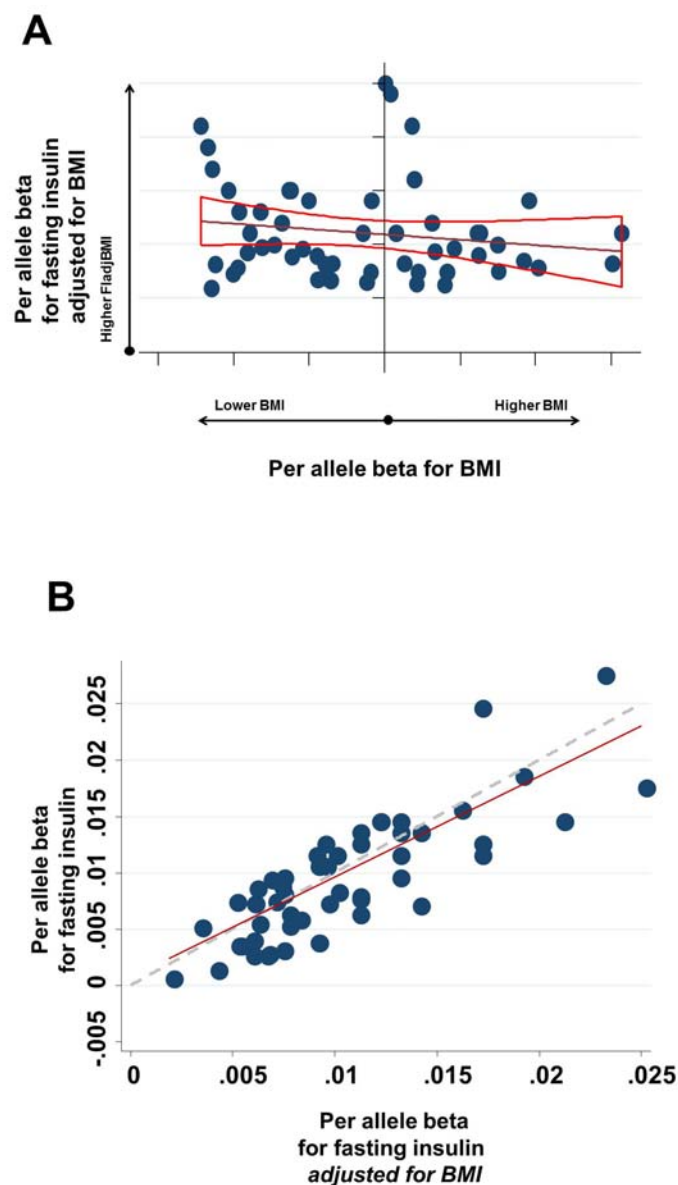 A
Per allele beta
for fasting insulin
adjusted for BMI
Higher FIadjBMI
Lower BMI
Higher BMI
Per allele beta for BMI
B
Per allele beta
for fasting insulin
.025
.02
.015
.01
.005
0
-.005
0 .005 .01 .015 .02 .025
Per allele beta
for fasting insulin
adjusted for BMI